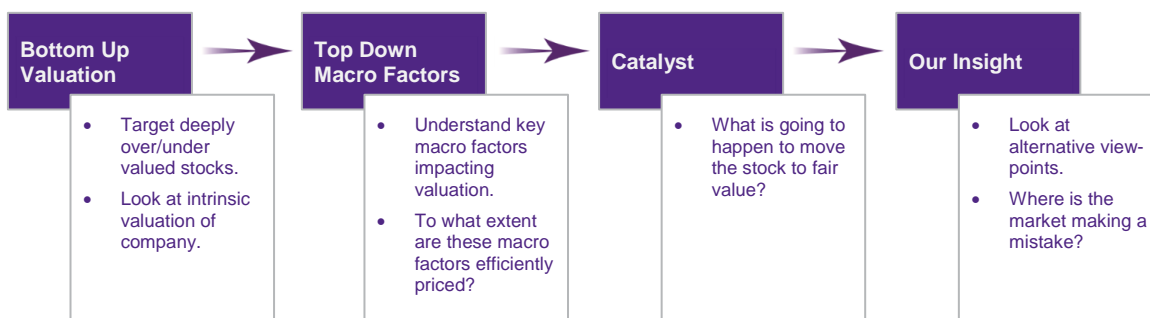 Bottom Up
Valuation
• Target deeply
over/under
valued stocks.
• Look at intrinsic
valuation of
company.
Top Down
Macro Factors
• Understand key
macro factors
impacting
valuation.
• To what extent
are these macro
factors efficiently
priced?
Catalyst
• What is going to
happen to move
the stock to fair
value?
Our Insight
• Look at
alternative view-
points.
• Where is the
market making a
mistake?